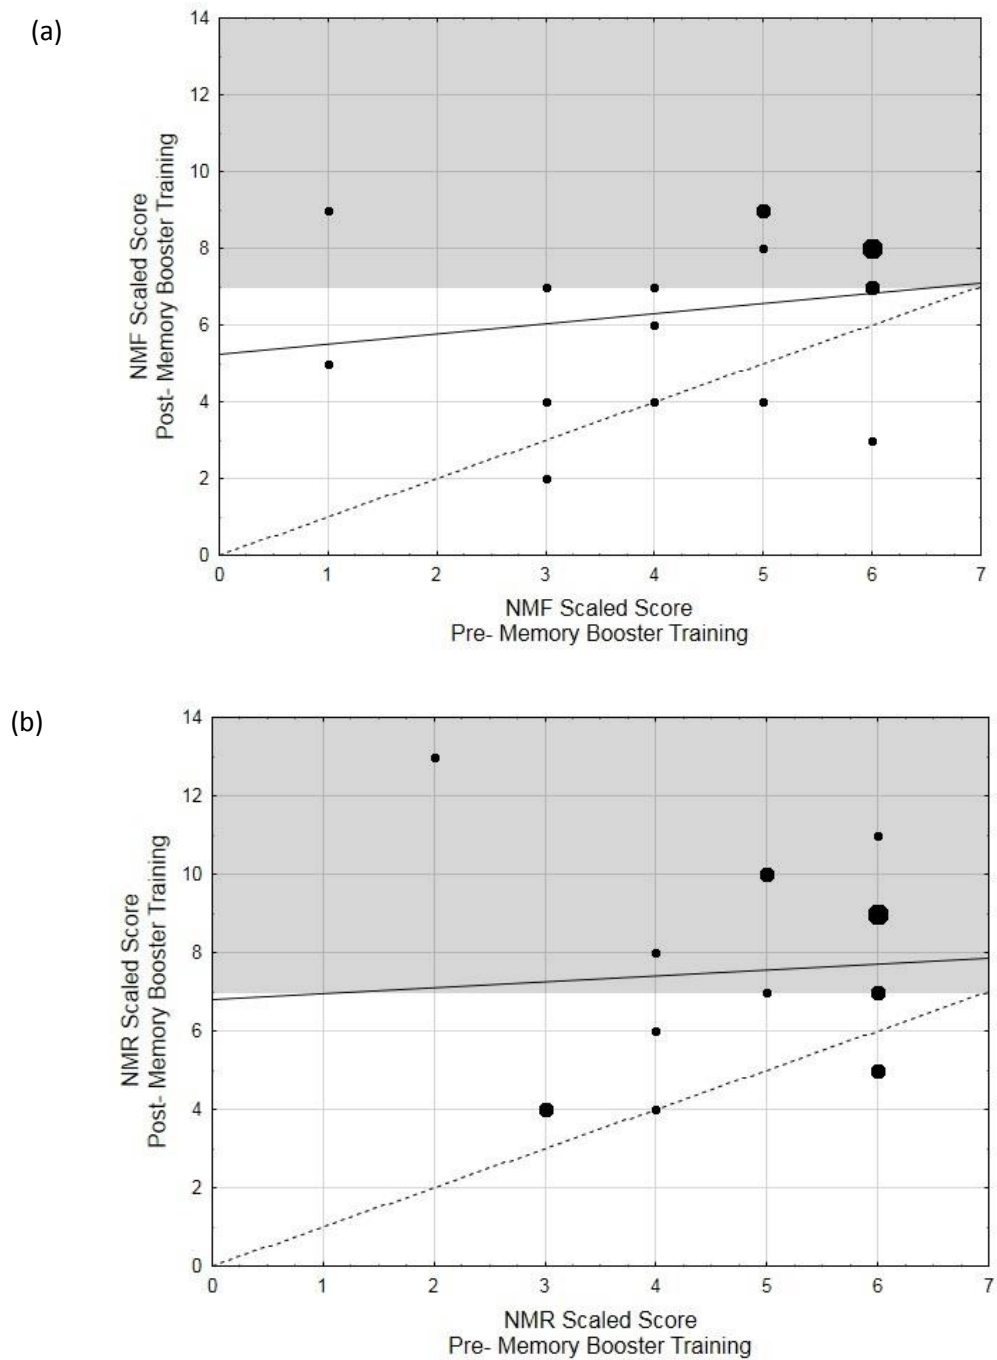 (a)
14
12
10
8
6
4
2
0
NMF Scaled Score
Post- Memory Booster Training
0 1 2 3 4 5 6 7
NMF Scaled Score
Pre- Memory Booster Training
(b)
14
12
10
8
6
4
2
0
NMR Scaled Score
Post- Memory Booster Training
0 1 2 3 4 5 6 7
NMR Scaled Score
Pre- Memory Booster Training